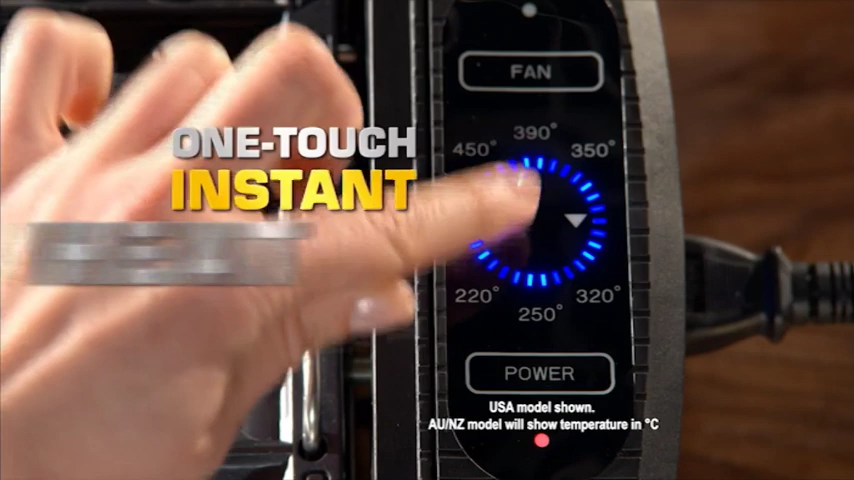 FAN
390°
450° 350°
ONE-TOUCH
INSTANT
220° 320°
250°
POWER
USA model shown.
AU/NZ model will show temperature in °C